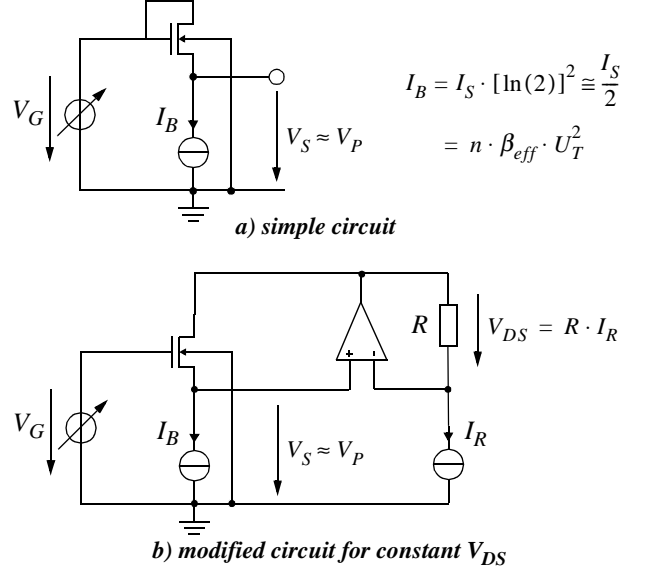 V_G
I_B
V_S ≈ V_P
I_B = I_S · [ln(2)]^2 ≅ I_S/2
= n · β_eff · U_T^2
a) simple circuit
R
V_DS = R · I_R
+ -
V_G
I_B
V_S ≈ V_P
I_R
b) modified circuit for constant V_DS